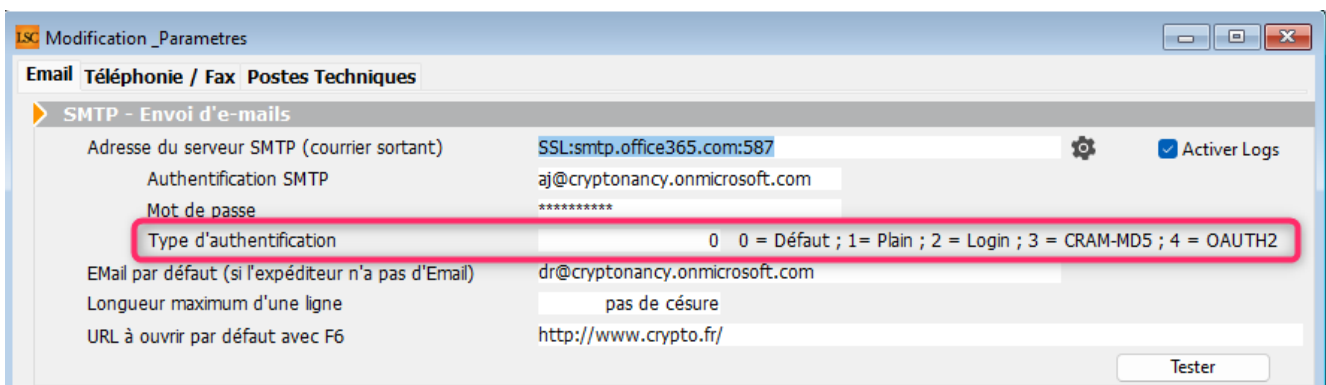 LSC Modification _Parametres
Email Téléphonie / Fax Postes Techniques
SMTP - Envoi d'e-mails
Adresse du serveur SMTP (courrier sortant) SSL:smtp.office365.com:587 Activer Logs
Authentification SMTP aj@cryptonancy.onmicrosoft.com
Mot de passe **********
Type d'authentification 0 0 = Défaut ; 1= Plain ; 2 = Login ; 3 = CRAM-MD5 ; 4 = OAUTH2
EMail par défaut (si l'expéditeur n'a pas d'Email) dr@cryptonancy.onmicrosoft.com
Longueur maximum d'une ligne pas de césure
URL à ouvrir par défaut avec F6 http://www.crypto.fr/
Tester